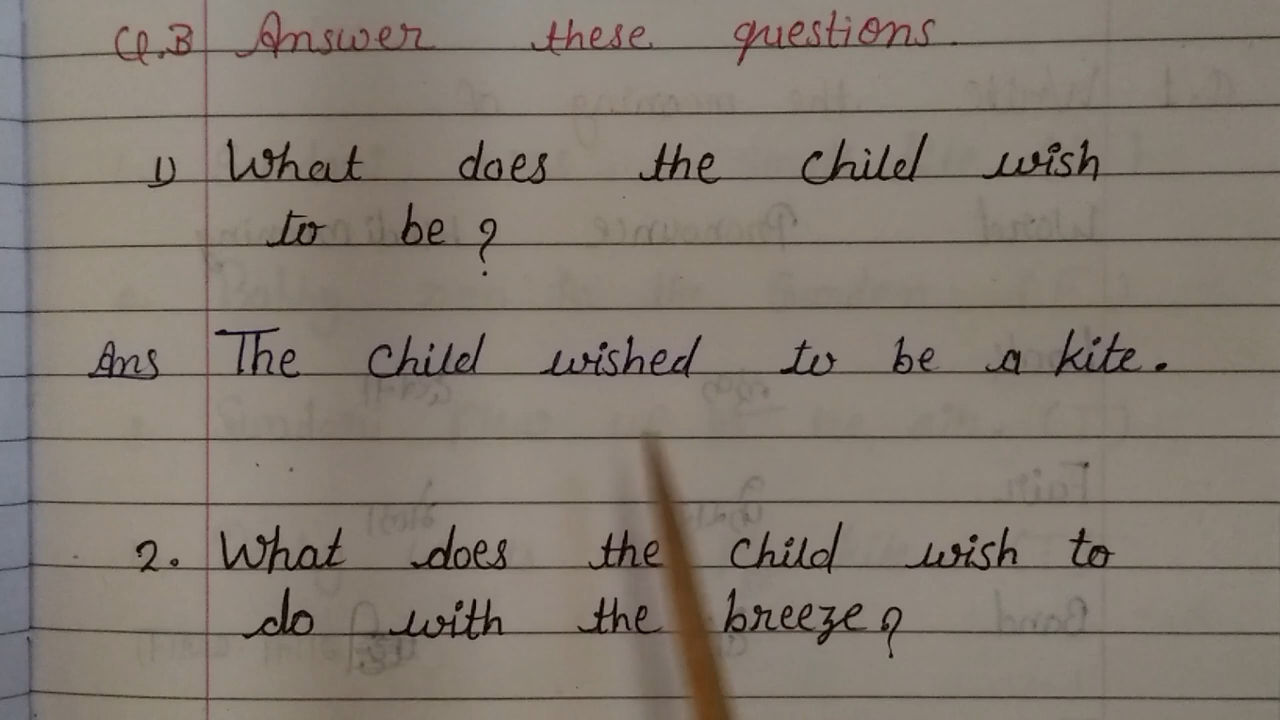 Q.B Answer these questions.
1) What does the child wish
to be?
Ans The child wished to be a kite.
2. What does the child wish to
do with the breeze?